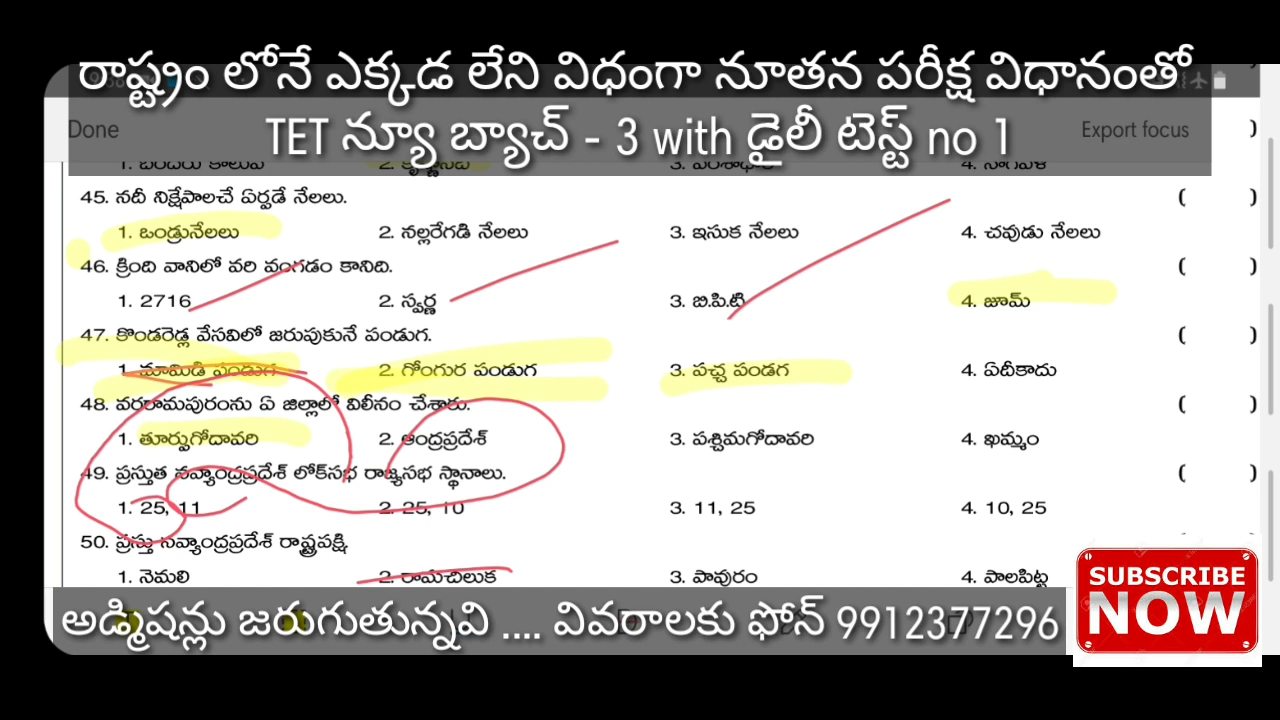 రాష్ట్రం లోనే ఎక్కడ లేని విధంగా నూతన పరీక్ష విధానంతో
TET న్యూ బ్యాచ్ - 3 with డైలీ టెస్ట్ no 1
Done
Export focus
45. నదీ నిక్షేపాలచే ఏర్పడే నేలలు. ( )
1. ఒండ్రునేలలు 2. నల్లరేగడి నేలలు 3. ఇసుక నేలలు 4. చవుడు నేలలు
46. క్రింది వానిలో వరి వంగడం కానిది. ( )
1. 2716 2. స్వర్ణ 3. బి.పి.టి 4. జూమ్
47. కొండరెడ్ల వేసవిలో జరుపుకునే పండుగ. ( )
1. చూమిడి పండుగ 2. గోంగుర పండుగ 3. పచ్చ పండగ 4. ఏదీకాదు
48. వరరామపురంను ఏ జిల్లాలో విలీనం చేశారు. ( )
1. తూర్పుగోదావరి 2. ఆంద్రప్రదేశ్ 3. పశ్చిమగోదావరి 4. ఖమ్మం
49. ప్రస్తుత నవ్యాంద్రప్రదేశ్ లోక్‌సభ రాజ్యసభ స్థానాలు. ( )
1. 25, 11 2. 25, 10 3. 11, 25 4. 10, 25
50. ప్రస్తు నవ్యాంద్రప్రదేశ్ రాష్ట్రపక్షి.
1. నెమలి 2. రామచిలుక 3. పావురం 4. పాలపిట్ట
అడ్మిషన్లు జరుగుతున్నవి .... వివరాలకు ఫోన్ 9912377296
SUBSCRIBE
NOW